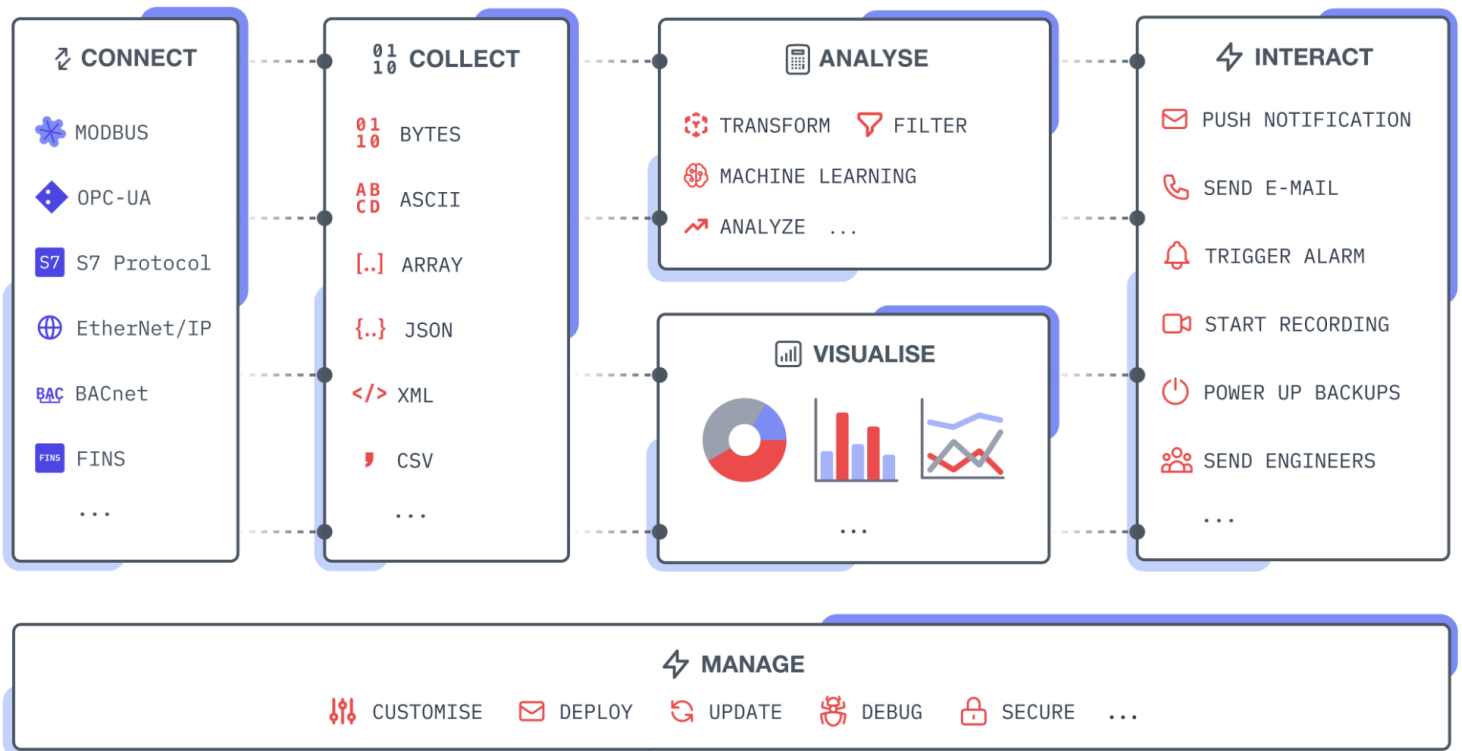 CONNECT
MODBUS
OPC-UA
S7 S7 Protocol
EtherNet/IP
BAC BACnet
FINS FINS
...
01
10 COLLECT
01
10 BYTES
AB
CD ASCII
[..] ARRAY
{..} JSON
</> XML
, CSV
...
ANALYSE
TRANSFORM FILTER
MACHINE LEARNING
ANALYZE ...
VISUALISE
...
INTERACT
PUSH NOTIFICATION
SEND E-MAIL
TRIGGER ALARM
START RECORDING
POWER UP BACKUPS
SEND ENGINEERS
...
MANAGE
CUSTOMISE DEPLOY UPDATE DEBUG SECURE ...